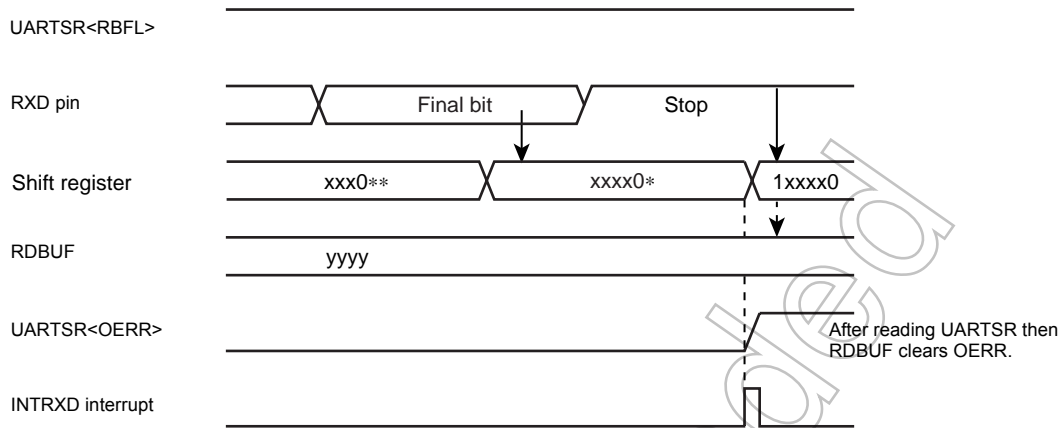 UARTSR<RBFL>
RXD pin
Final bit
Stop
Shift register
xxx0**
xxxx0*
1xxxx0
RDBUF
yyyy
UARTSR<OERR>
After reading UARTSR then
RDBUF clears OERR.
INTRXD interrupt
ded